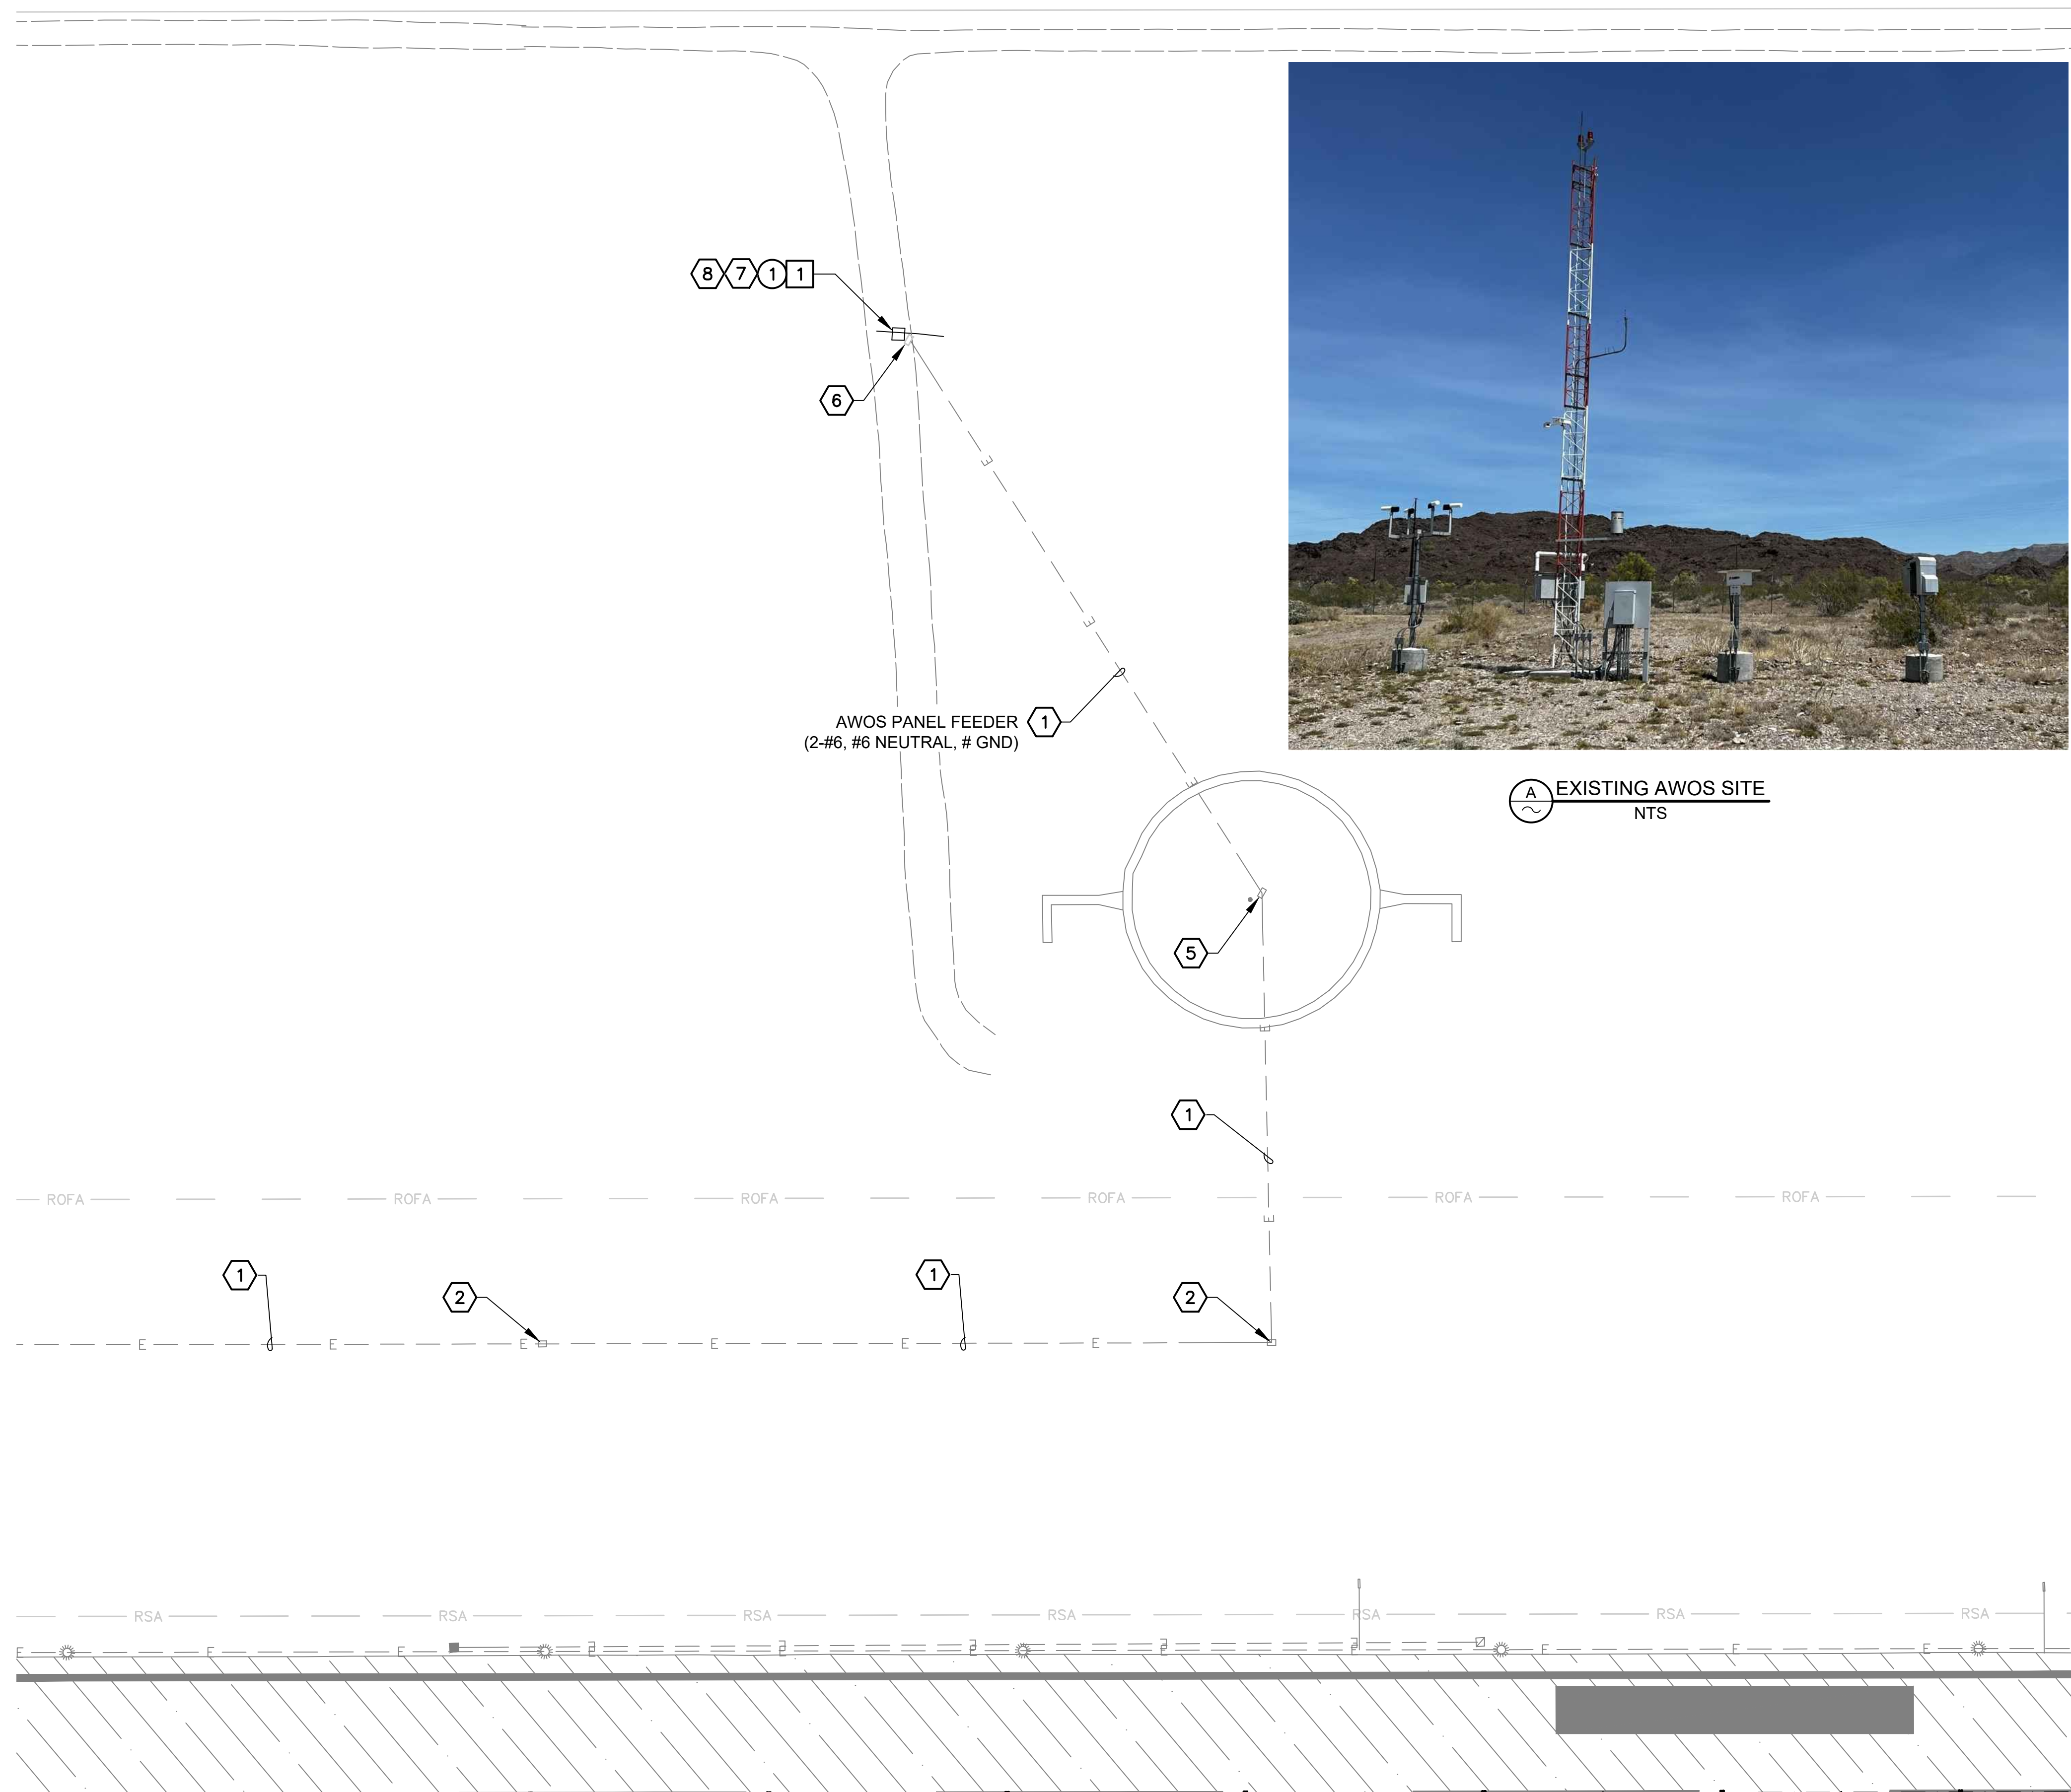 8 7 1 1
6
AWOS PANEL FEEDER 1
(2-#6, #6 NEUTRAL, # GND)
E
E
E
A EXISTING AWOS SITE
NTS
5
E
1
ROFA ROFA ROFA ROFA ROFA ROFA
E
1 2 1 2
E E E E E E
RSA RSA RSA RSA RSA RSA RSA
E E E E E E E E E E E